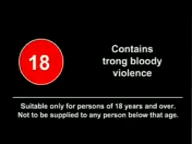 18
Contains
trong bloody
violence
Suitable only for persons of 18 years and over.
Not to be supplied to any person below that age.